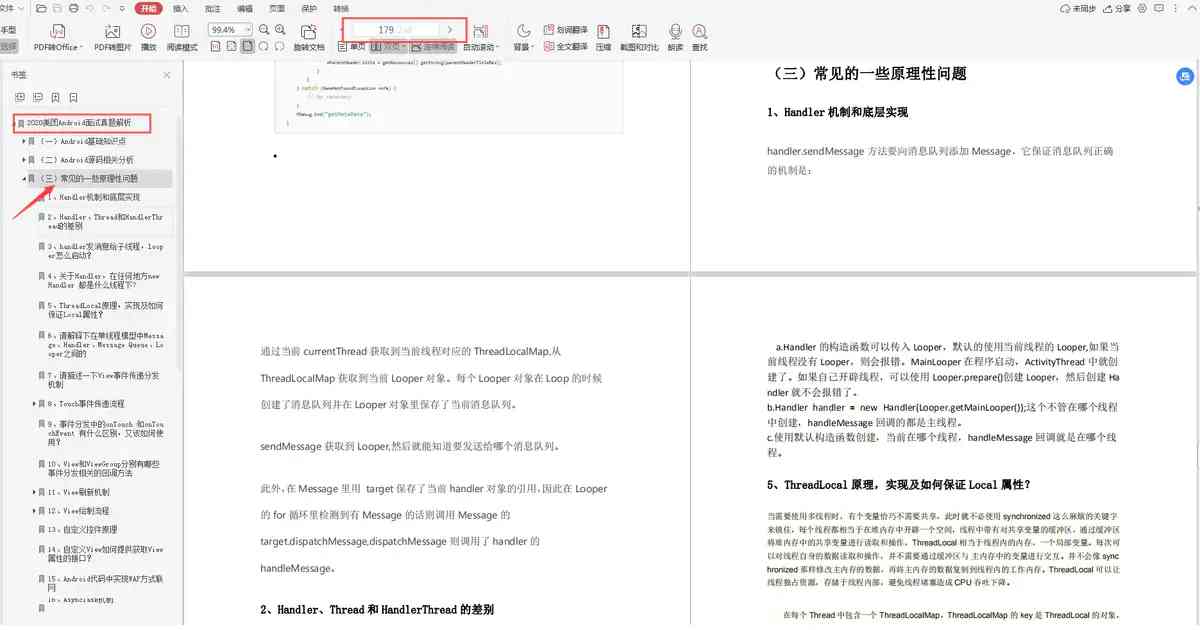 文件
开始
插入
批注
编辑
页面
保护
转换
未同步
分享
手型
选择
PDF转Office
PDF转图片
播放
阅读模式
99.4%
旋转文档
179
单页
双页
连续阅读
自动滚动
背景
划词翻译
全文翻译
压缩
截图和对比
朗读
查找
书签
2020美团Android面试真题解析
（一）Android基础知识点
（二）Android源码相关分析
（三）常见的一些原理性问题
1、Handler机制和底层实现
2、Handler、Thread和HandlerThr
ead的差别
3、handler发消息给子线程，loop
er怎么启动？
4、关于Handler，在任何地方new
Handler 都是什么线程下？
5、ThreadLocal原理，实现及如何
保证Local属性？
6、请解释下在单线程模型中Messa
ge、Handler、Message Queue、Lo
oper之间的
7、请描述一下View事件传递分发
机制
8、Touch事件传递流程
9、事件分发中的onTouch 和onTou
chEvent 有什么区别，又该如何使
用？
10、View和ViewGroup分别有哪些
事件分发相关的回调方法
11、View刷新机制
12、View绘制流程
13、自定义控件原理
14、自定义View如何提供获取View
属性的接口？
15、Android代码中实现WAP方式联
网
16、AsyncTask机制
} catch (NameNotFoundException nnfe) {
通过当前 currentThread 获取到当前线程对应的 ThreadLocalMap.从
ThreadLocalMap 获取到当前 Looper 对象。每个 Looper 对象在 Loop 的时候
创建了消息队列并在 Looper 对象里保存了当前消息队列。
sendMessage 获取到 Looper,然后就能知道要发送给哪个消息队列。
此外,在 Message 里用 target 保存了当前 handler 对象的引用,因此在 Looper
的 for 循环里检测到有 Message 的话则调用 Message 的
target.dispatchMessage,dispatchMessage 则调用了 handler 的
handleMessage。
2、Handler、Thread 和 HandlerThread 的差别
（三）常见的一些原理性问题
1、Handler 机制和底层实现
handler.sendMessage 方法要向消息队列添加 Message，它保证消息队列正确
的机制是：
a.Handler 的构造函数可以传入 Looper，默认的使用当前线程的 Looper,如果当
前线程没有 Looper，则会报错。MainLooper 在程序启动，ActivityThread 中就创
建了。如果自己开辟线程，可以使用 Looper.prepare()创建 Looper，然后创建 Ha
ndler 就不会报错了。
b.Handler handler = new Handler(Looper.getMainLooper());这个不管在哪个线程
中创建，handleMessage 回调的都是主线程。
c.使用默认构造函数创建，当前在哪个线程，handleMessage 回调就是在哪个线
程。
5、ThreadLocal 原理，实现及如何保证 Local 属性？
当需要使用多线程时，有个变量恰巧不需要共享，此时就不必使用 synchronized 这么麻烦的关键字
来锁住，每个线程都相当于在堆内存中开辟一个空间，线程中带有对共享变量的缓冲区，通过缓冲区
将堆内存中的共享变量进行读取和操作，ThreadLocal 相当于线程内的内存，一个局部变量。每次可
以对线程自身的数据读取和操作，并不需要通过缓冲区与 主内存中的变量进行交互。并不会像 sync
hronized 那样修改主内存的数据，再将主内存的数据复制到线程内的工作内存。ThreadLocal 可以让
线程独占资源，存储于线程内部，避免线程堵塞造成 CPU 吞吐下降。
在每个 Thread 中包含一个 ThreadLocalMap，ThreadLocalMap 的 key 是 ThreadLocal 的对象，